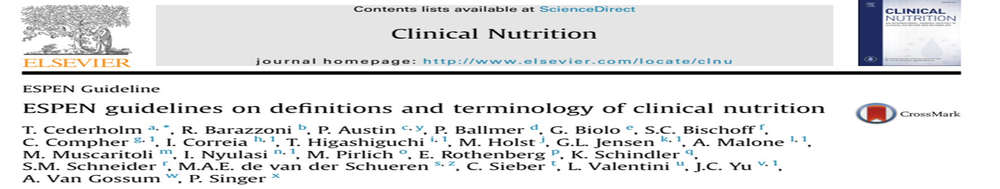 Contents lists available at ScienceDirect
Clinical Nutrition
journal homepage: http://www.elsevier.com/locate/clnu
ELSEVIER
CLINICAL
NUTRITION
ESPEN Guideline
ESPEN guidelines on definitions and terminology of clinical nutrition
CrossMark
T. Cederholm a, *, R. Barazzoni b, P. Austin c, y, P. Ballmer d, G. Biolo e, S.C. Bischoff f,
C. Compher g, 1, I. Correia h, 1, T. Higashiguchi i, 1, M. Holst j, G.L. Jensen k, 1, A. Malone l, 1,
M. Muscaritoli m, I. Nyulasi n, 1, M. Pirlich o, E. Rothenberg p, K. Schindler q,
S.M. Schneider r, M.A.E. de van der Schueren s, z, C. Sieber t, L. Valentini u, J.C. Yu v, 1,
A. Van Gossum w, P. Singer x